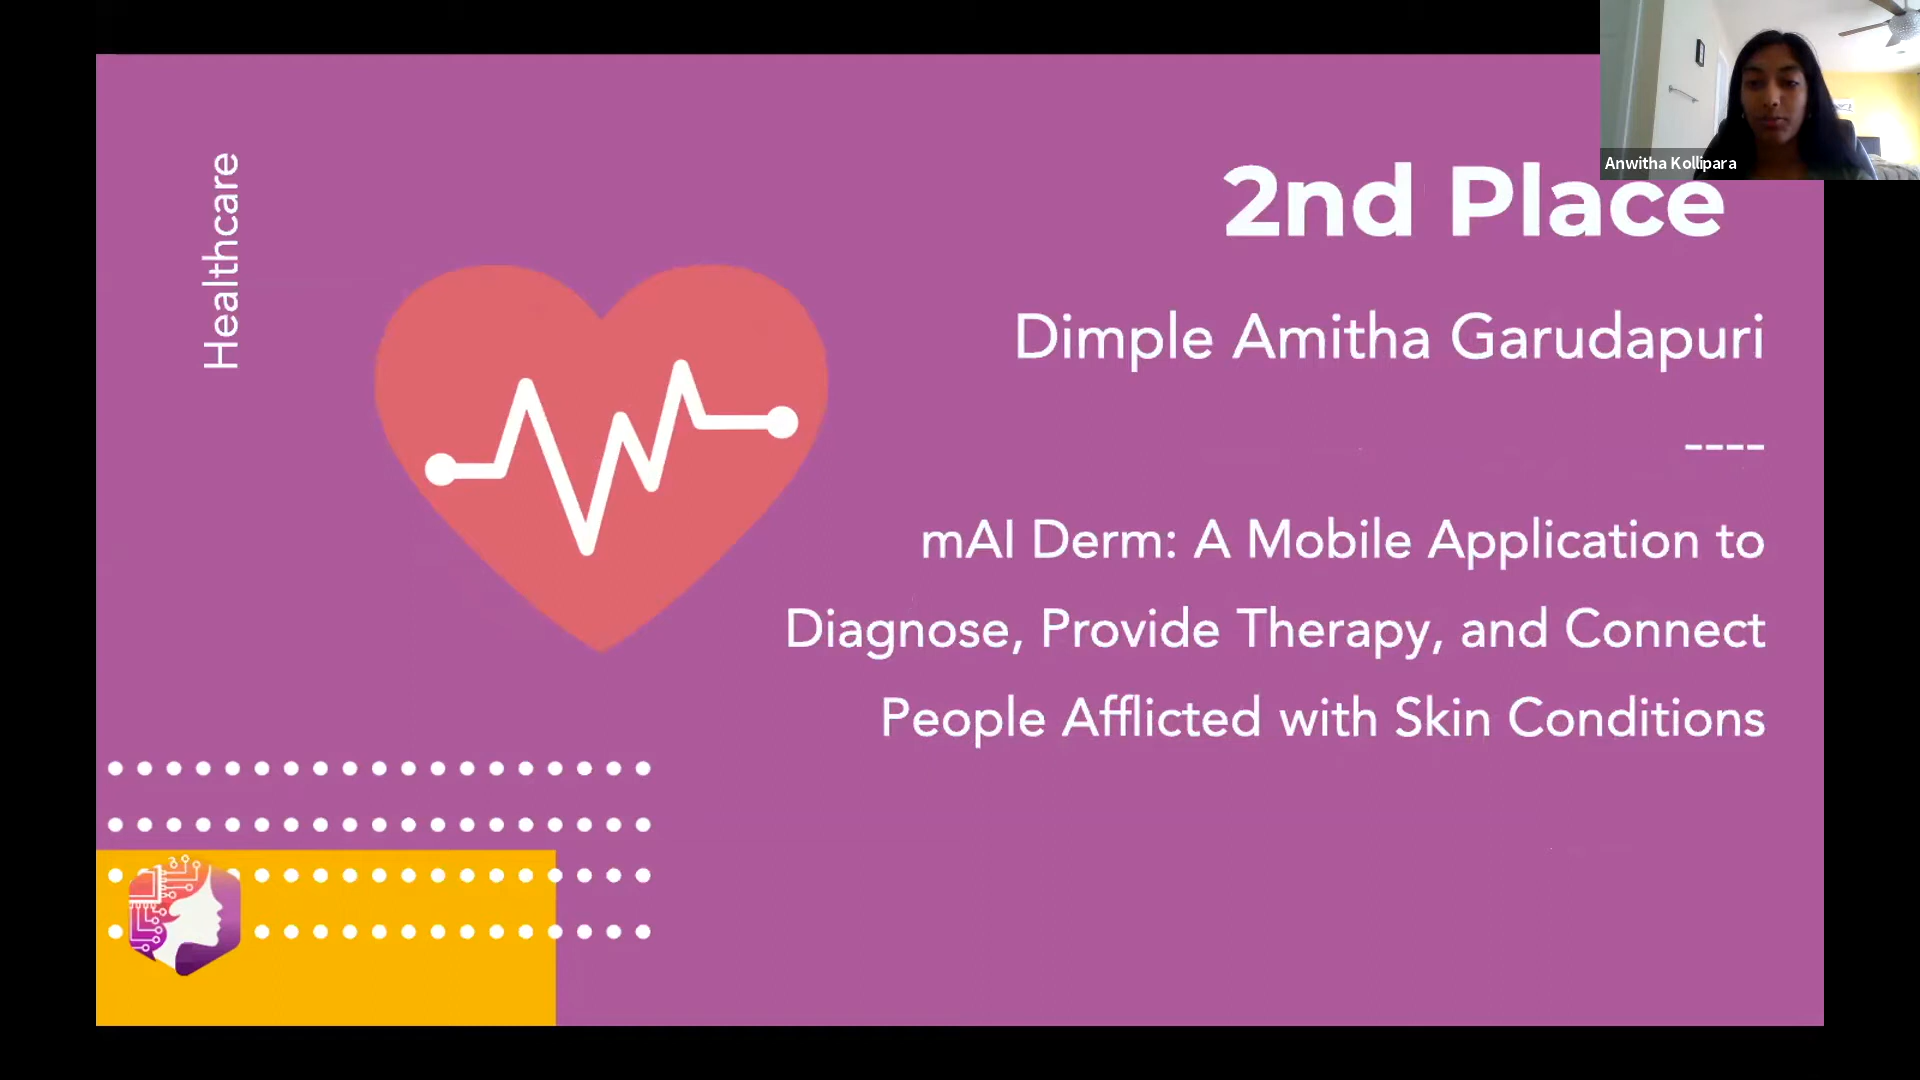 Healthcare
2nd Place
Anwitha Kollipara
Dimple Amitha Garudapuri
----
mAI Derm: A Mobile Application to
Diagnose, Provide Therapy, and Connect
People Afflicted with Skin Conditions